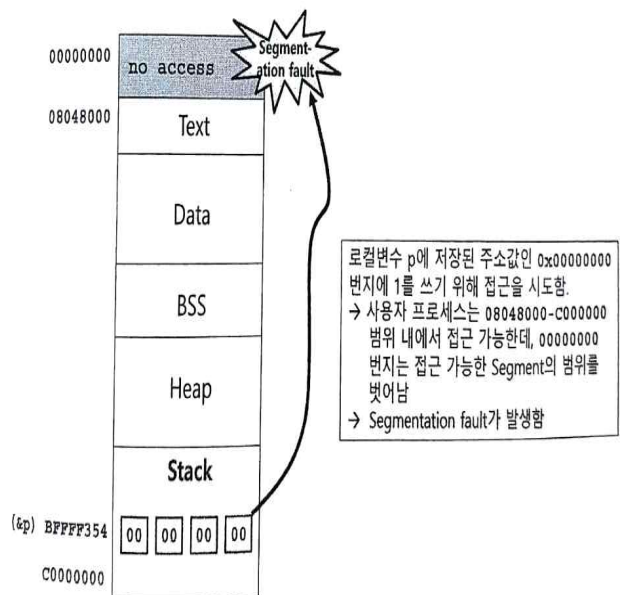 00000000
no access
Segment-
ation fault
08048000
Text
Data
BSS
Heap
Stack
(&p) BFFFF354
00 00 00 00
C0000000
로컬변수 p에 저장된 주소값인 0x00000000
번지에 1를 쓰기 위해 접근을 시도함.
→ 사용자 프로세스는 08048000-C000000
범위 내에서 접근 가능한데, 00000000
번지는 접근 가능한 Segment의 범위를
벗어남
→ Segmentation fault가 발생함